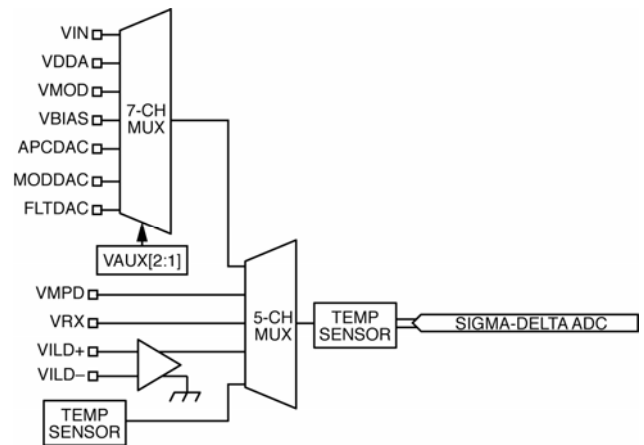 VIN
VDDA
VMOD
VBIAS
APCDAC
MODDAC
FLTDAC
7-CH
MUX
VAUX[2:1]
VMPD
VRX
VILD+
VILD−
TEMP
SENSOR
5-CH
MUX
TEMP
SENSOR
SIGMA-DELTA ADC